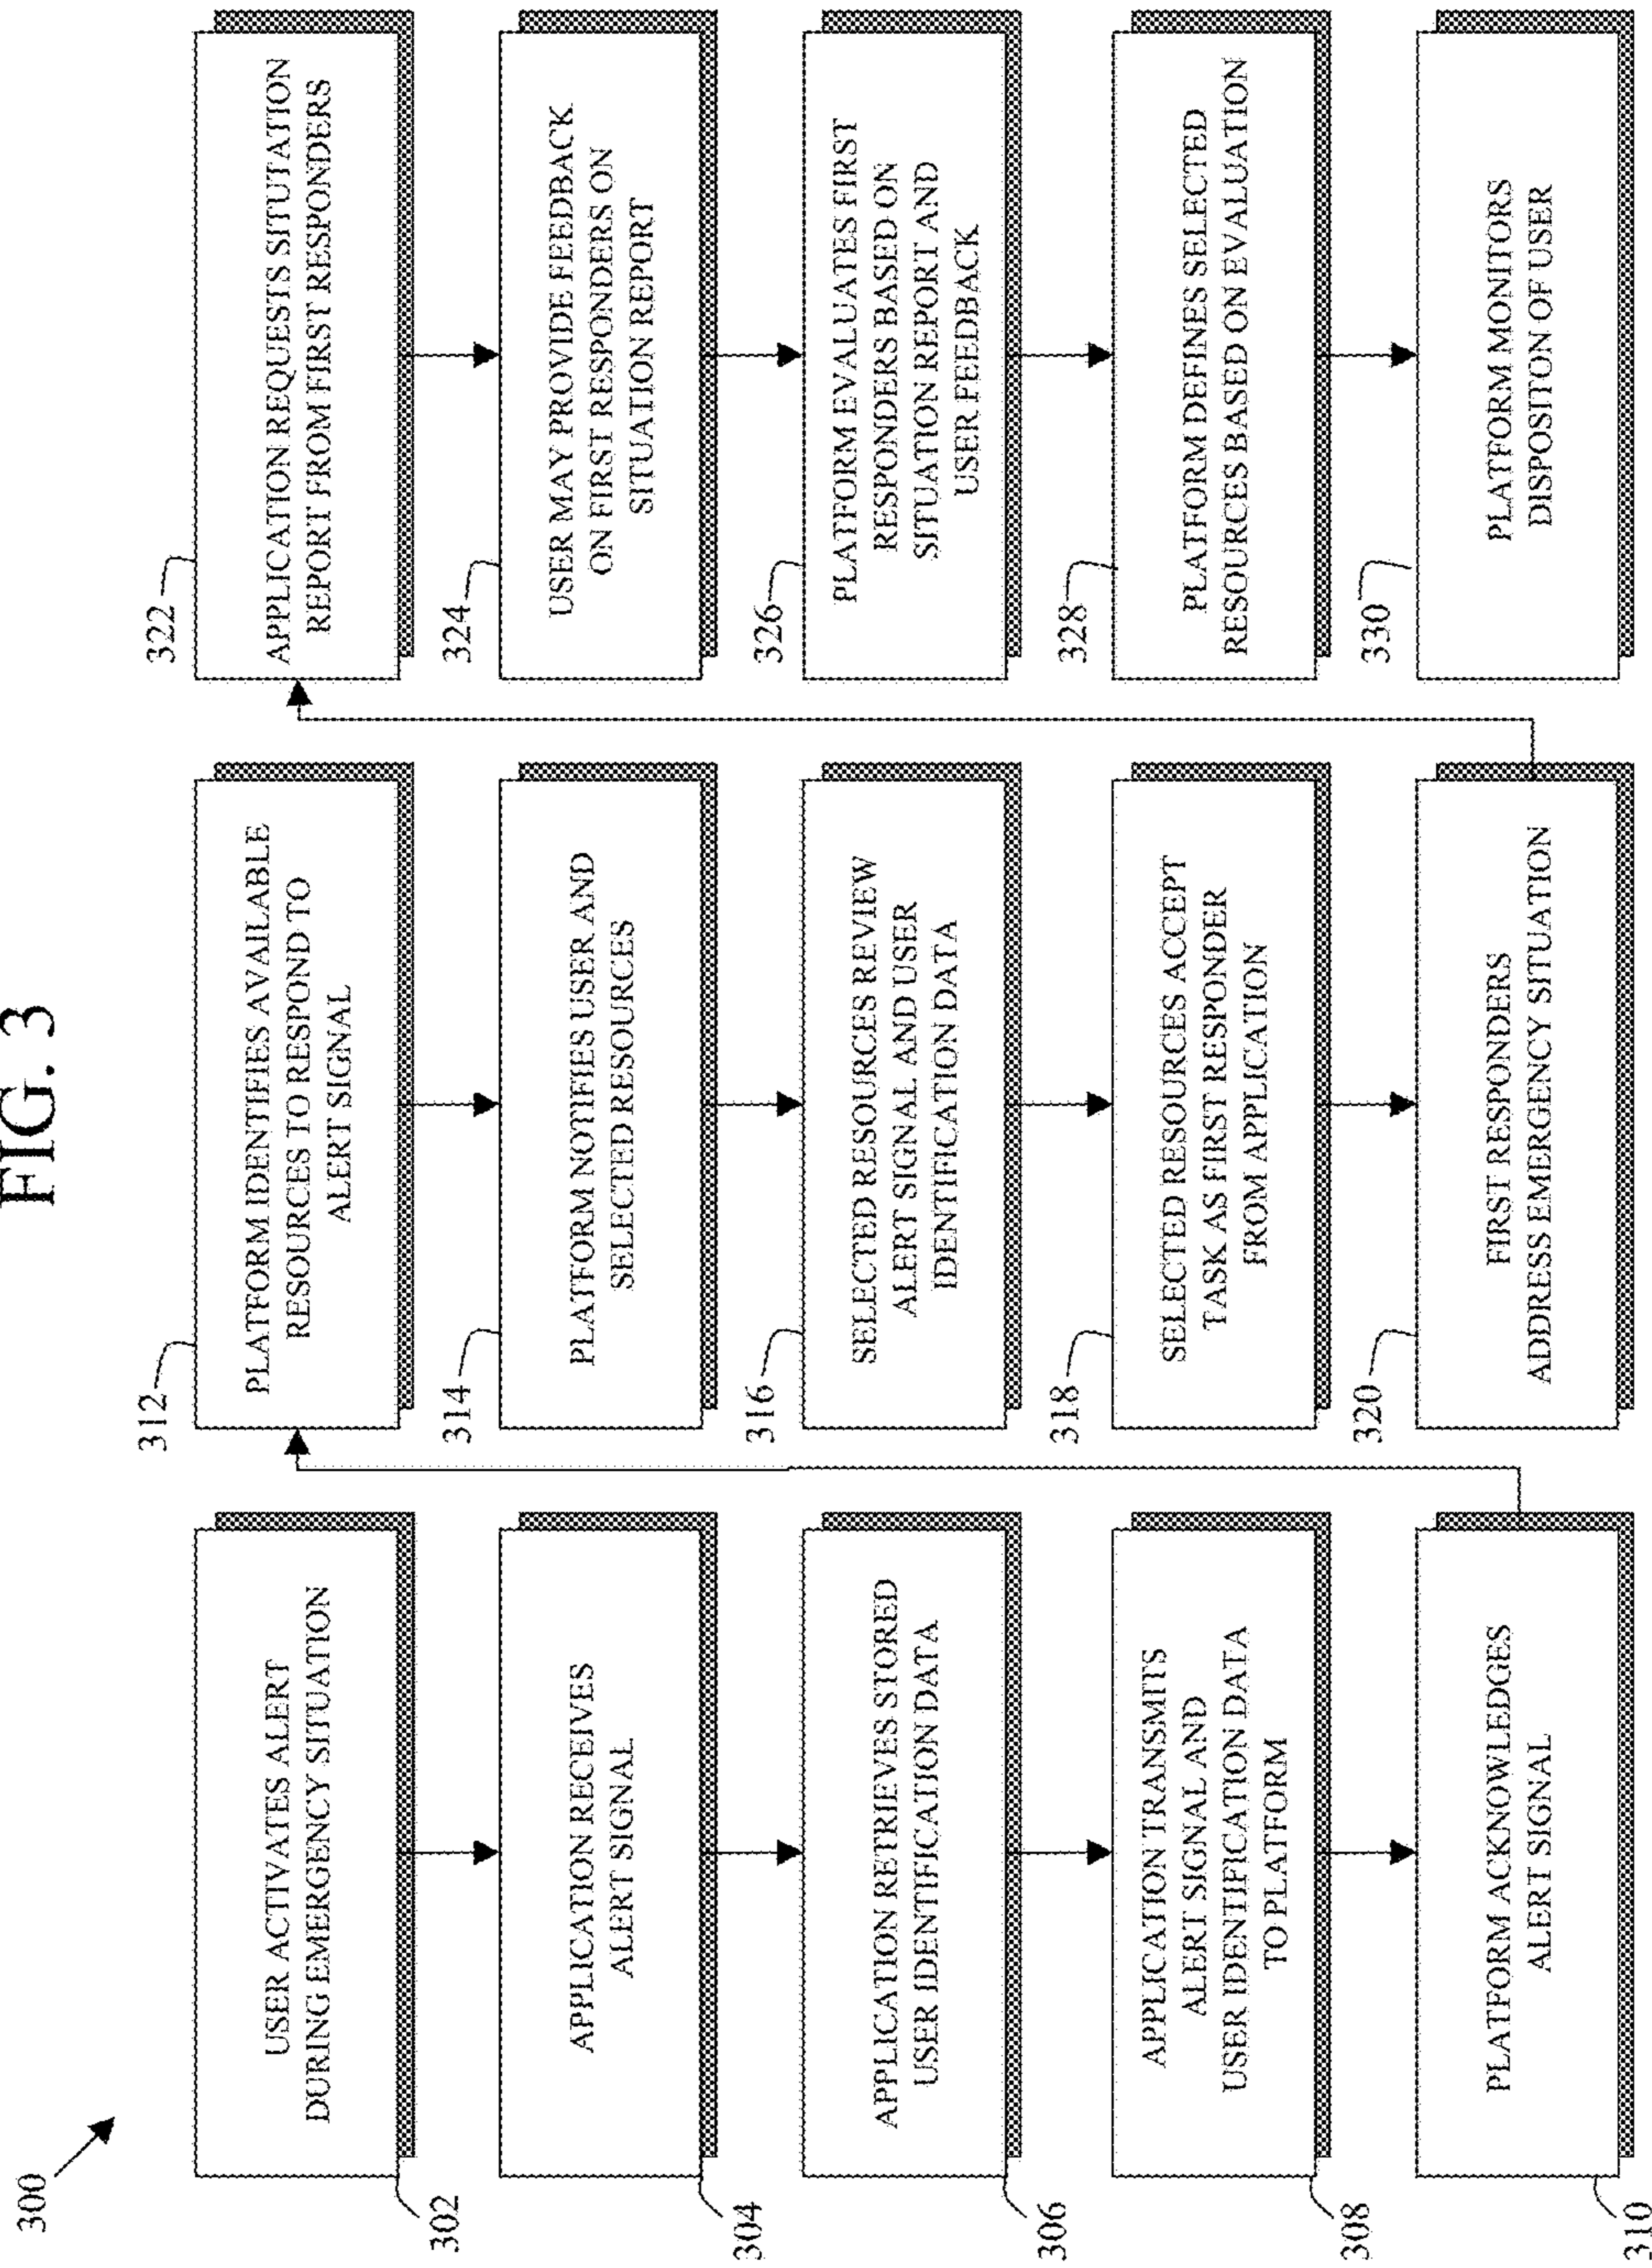 FIG. 3
300
302
USER ACTIVATES ALERT
DURING EMERGENCY SITUATION
304
APPLICATION RECEIVES
ALERT SIGNAL
306
APPLICATION RETRIEVES STORED
USER IDENTIFICATION DATA
308
APPLICATION TRANSMITS
ALERT SIGNAL AND
USER IDENTIFICATION DATA
TO PLATFORM
310
PLATFORM ACKNOWLEDGES
ALERT SIGNAL
312
PLATFORM IDENTIFIES AVAILABLE
RESOURCES TO RESPOND TO
ALERT SIGNAL
314
PLATFORM NOTIFIES USER AND
SELECTED RESOURCES
316
SELECTED RESOURCES REVIEW
ALERT SIGNAL AND USER
IDENTIFICATION DATA
318
SELECTED RESOURCES ACCEPT
TASK AS FIRST RESPONDER
FROM APPLICATION
320
FIRST RESPONDERS
ADDRESS EMERGENCY SITUATION
322
APPLICATION REQUESTS SITUTATION
REPORT FROM FIRST RESPONDERS
324
USER MAY PROVIDE FEEDBACK
ON FIRST RESPONDERS ON
SITUATION REPORT
326
PLATFORM EVALUATES FIRST
RESPONDERS BASED ON
SITUATION REPORT AND
USER FEEDBACK
328
PLATFORM DEFINES SELECTED
RESOURCES BASED ON EVALUATION
330
PLATFORM MONITORS
DISPOSITON OF USER